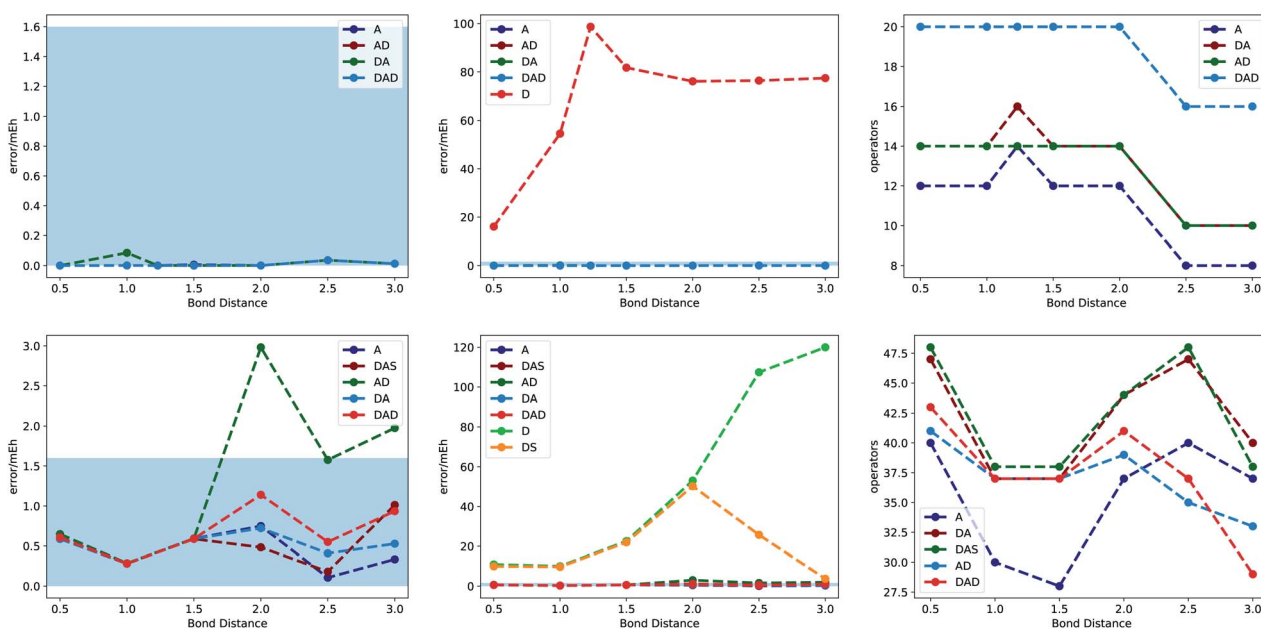 1.6
1.4
1.2
1.0
0.8
0.6
0.4
0.2
0.0
error/mEh
A
AD
DA
DAD
0.5 1.0 1.5 2.0 2.5 3.0
Bond Distance
100
80
60
40
20
0
error/mEh
A
AD
DA
DAD
D
0.5 1.0 1.5 2.0 2.5 3.0
Bond Distance
20
18
16
14
12
10
8
operators
A
DA
AD
DAD
0.5 1.0 1.5 2.0 2.5 3.0
Bond Distance
3.0
2.5
2.0
1.5
1.0
0.5
0.0
error/mEh
A
DAS
AD
DA
DAD
0.5 1.0 1.5 2.0 2.5 3.0
Bond Distance
120
100
80
60
40
20
0
error/mEh
A
DAS
AD
DA
DAD
D
DS
0.5 1.0 1.5 2.0 2.5 3.0
Bond Distance
47.5
45.0
42.5
40.0
37.5
35.0
32.5
30.0
27.5
operators
A
DA
DAS
AD
DAD
0.5 1.0 1.5 2.0 2.5 3.0
Bond Distance